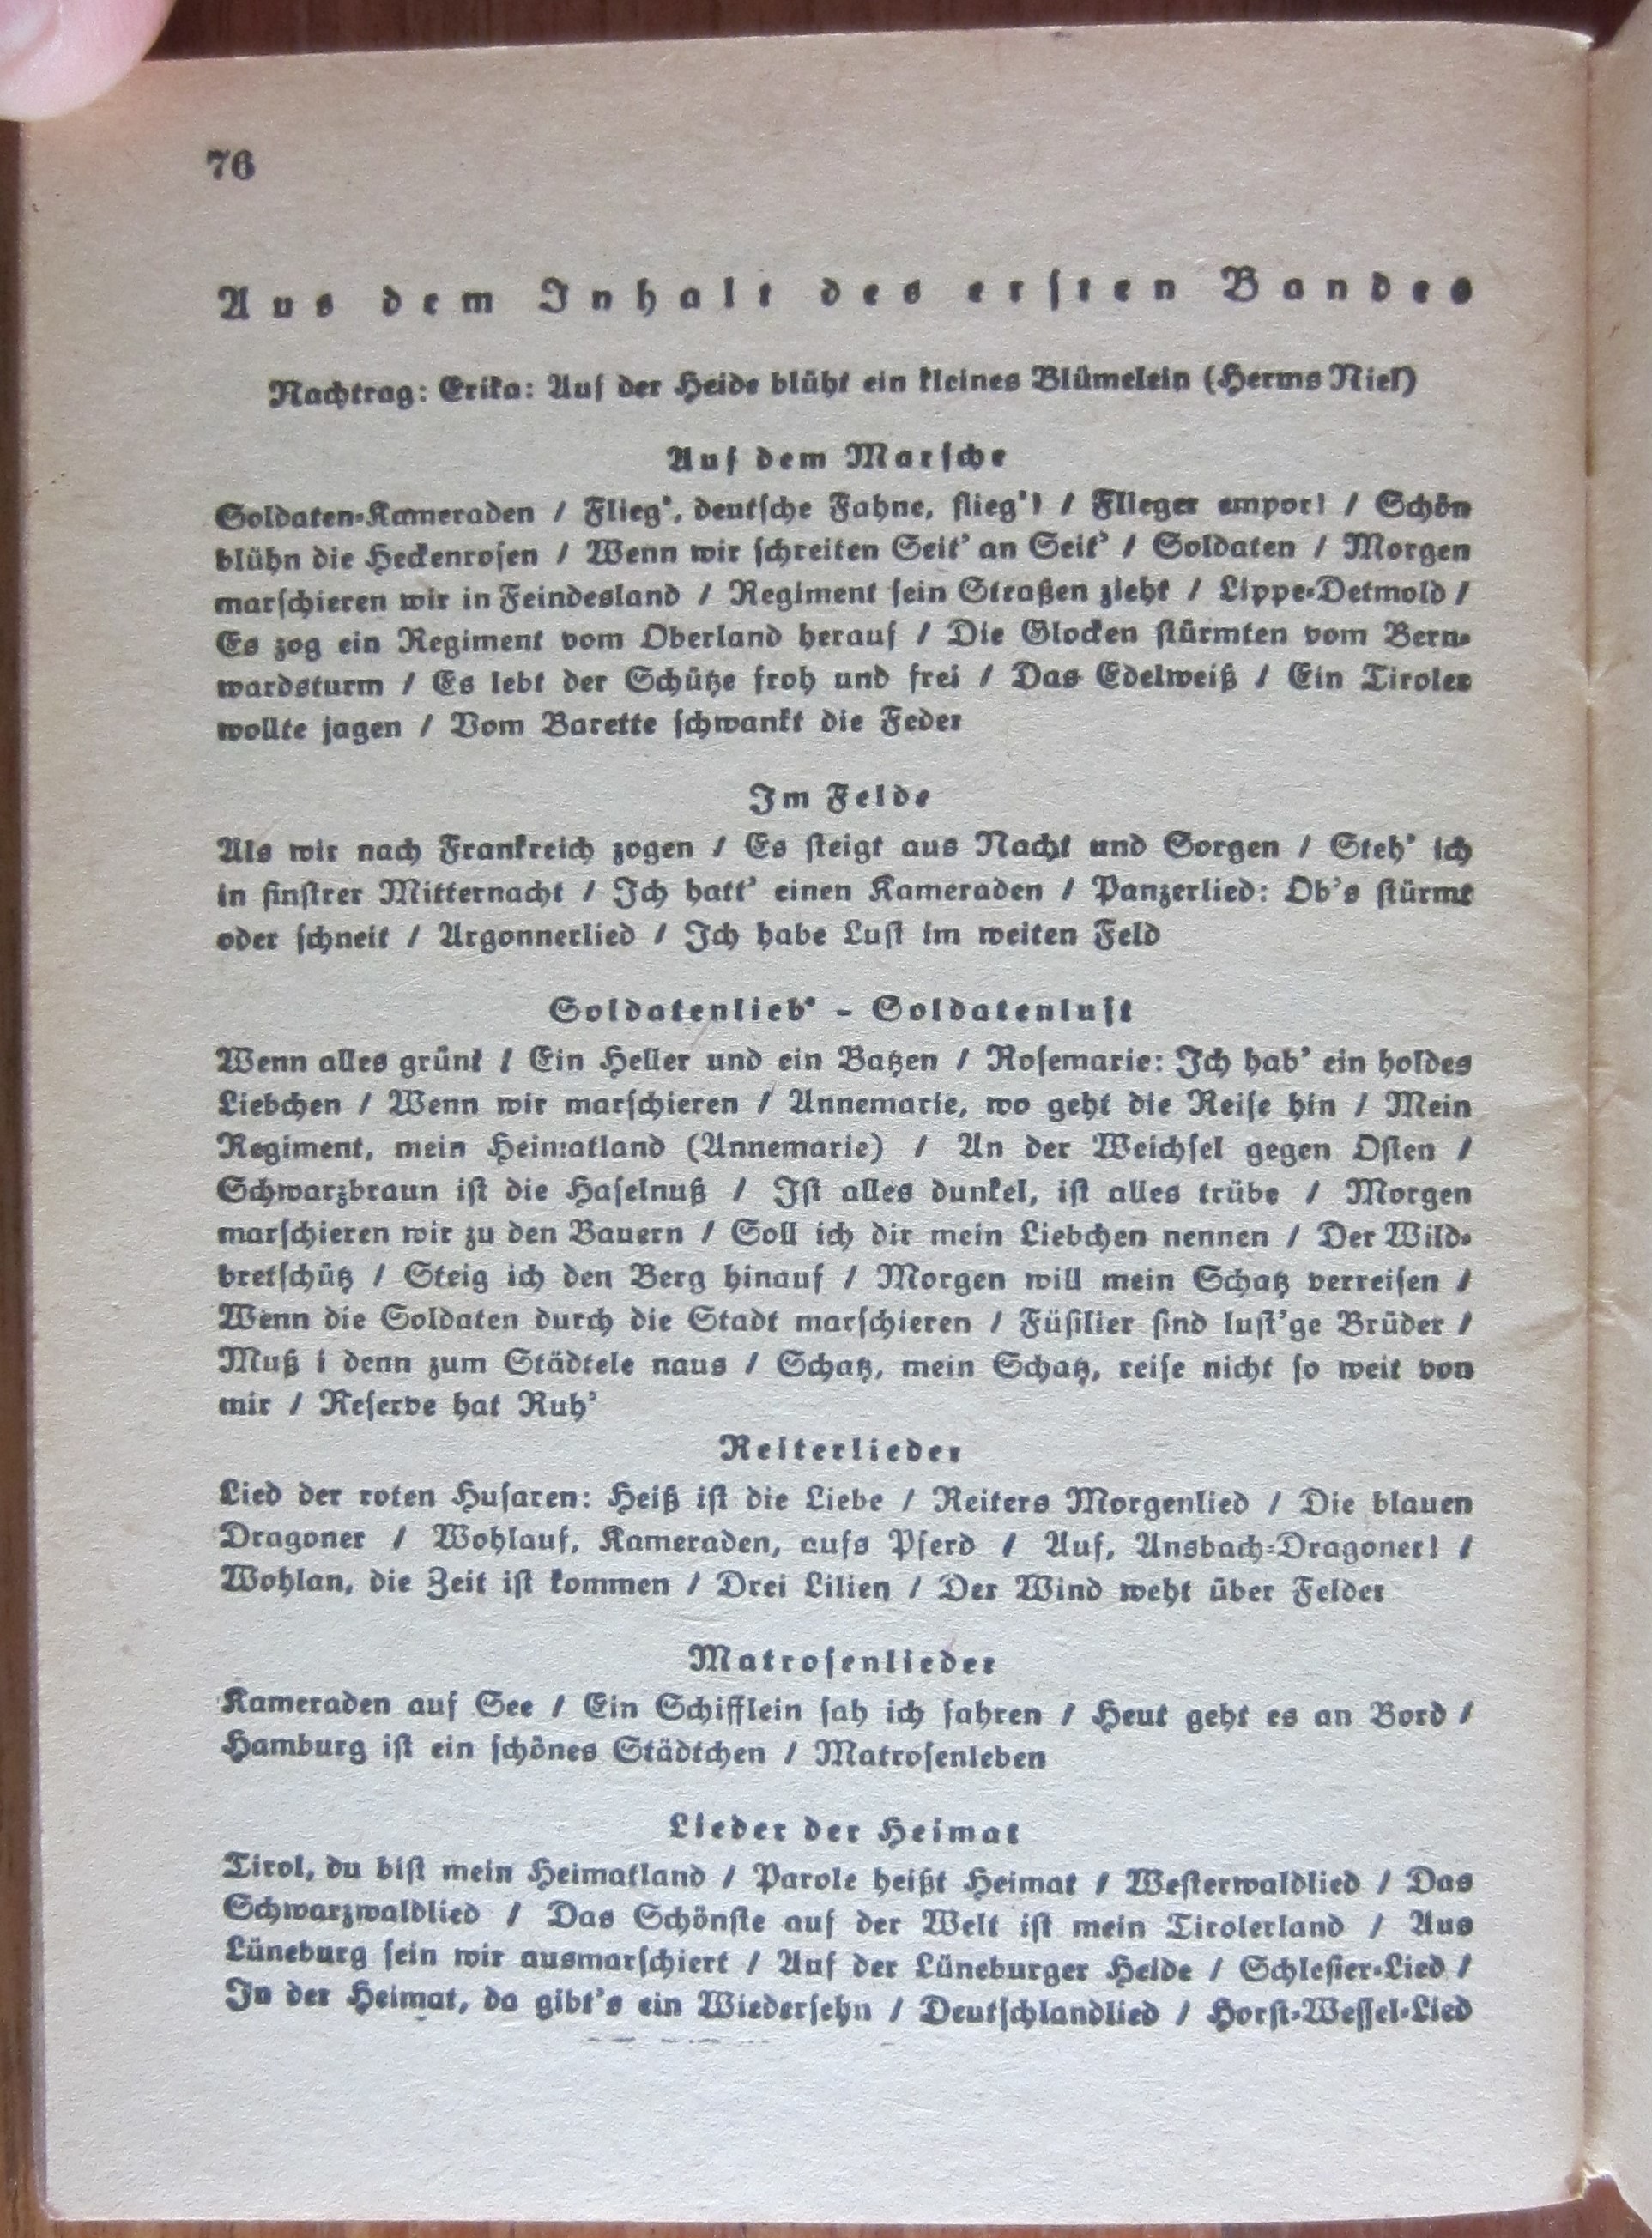 76
Aus dem Inhalt des ersten Bandes
Nachtrag: Erika: Auf der Heide blüht ein kleines Blümelein (Herms Niel)
Auf dem Marsche
Soldaten-Kameraden / Flieg', deutsche Fahne, flieg'! / Flieger empor! / Schön
blühn die Heckenrosen / Wenn wir schreiten Seit' an Seit' / Soldaten / Morgen
marschieren wir in Feindesland / Regiment sein Straßen zieht / Lippe-Detmold /
Es zog ein Regiment vom Oberland herauf / Die Glocken stürmten vom Bern-
wardsturm / Es lebt der Schütze froh und frei / Das Edelweiß / Ein Tiroler
wollte jagen / Vom Barette schwankt die Feder
Im Felde
Als wir nach Frankreich zogen / Es steigt aus Nacht und Sorgen / Steh' ich
in finstrer Mitternacht / Ich hatt' einen Kameraden / Panzerlied: Ob's stürmt
oder schneit / Argonnerlied / Ich habe Lust im weiten Feld
Soldatenlieb' - Soldatenlust
Wenn alles grünt / Ein Heller und ein Batzen / Rosemarie: Ich hab' ein holdes
Liebchen / Wenn wir marschieren / Annemarie, wo geht die Reise hin / Mein
Regiment, mein Heimatland (Annemarie) / An der Weichsel gegen Osten /
Schwarzbraun ist die Haselnuß / Ist alles dunkel, ist alles trübe / Morgen
marschieren wir zu den Bauern / Soll ich dir mein Liebchen nennen / Der Wild-
bretschütz / Steig ich den Berg hinauf / Morgen will mein Schatz verreisen /
Wenn die Soldaten durch die Stadt marschieren / Füsilier sind lust'ge Brüder /
Muß i denn zum Städtele naus / Schatz, mein Schatz, reise nicht so weit von
mir / Reserve hat Ruh'
Reiterlieder
Lied der roten Husaren: Heiß ist die Liebe / Reiters Morgenlied / Die blauen
Dragoner / Wohlauf, Kameraden, aufs Pferd / Auf, Ansbach-Dragoner! /
Wohlan, die Zeit ist kommen / Drei Lilien / Der Wind weht über Felder
Matrosenlieder
Kameraden auf See / Ein Schifflein sah ich fahren / Heut geht es an Bord /
Hamburg ist ein schönes Städtchen / Matrosenleben
Lieder der Heimat
Tirol, du bist mein Heimatland / Parole heißt Heimat / Westerwaldlied / Das
Schwarzwaldlied / Das Schönste auf der Welt ist mein Tirolerland / Aus
Lüneburg sein wir ausmarschiert / Auf der Lüneburger Heide / Schlesier-Lied /
In der Heimat, da gibt's ein Wiedersehn / Deutschlandlied / Horst-Wessel-Lied